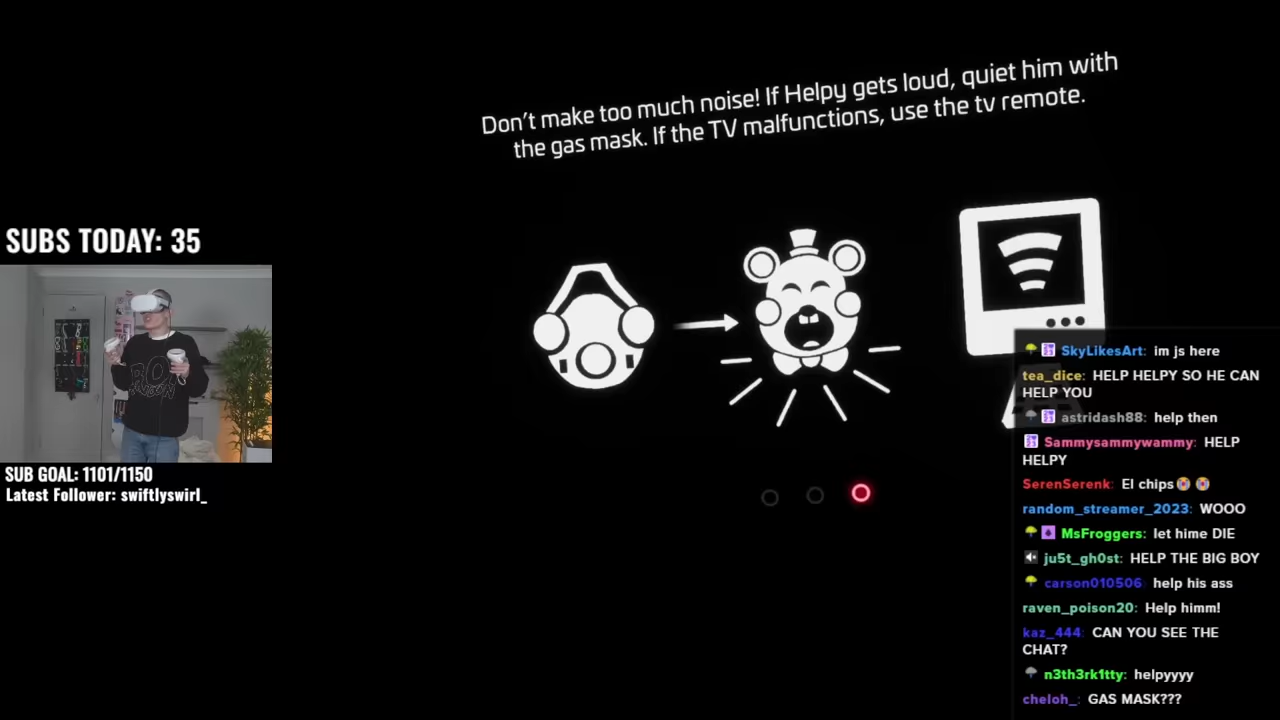 Don't make too much noise! If Helpy gets loud, quiet him with
the gas mask. If the TV malfunctions, use the tv remote.
SUBS TODAY: 35
SUB GOAL: 1101/1150
Latest Follower: swiftlyswirl_
SkyLikesArt: im js here
tea_dice: HELP HELPY SO HE CAN
HELP YOU
astridash88: help then
Sammysammywammy: HELP
HELPY
SerenSerenk: El chips
random_streamer_2023: WOOO
MsFroggers: let hime DIE
ju5t_gh0st: HELP THE BIG BOY
carson010506 help his ass
raven_poison20: Help himm!
kaz_444: CAN YOU SEE THE
CHAT?
n3th3rk1tty: helpyyyy
cheloh_: GAS MASK???